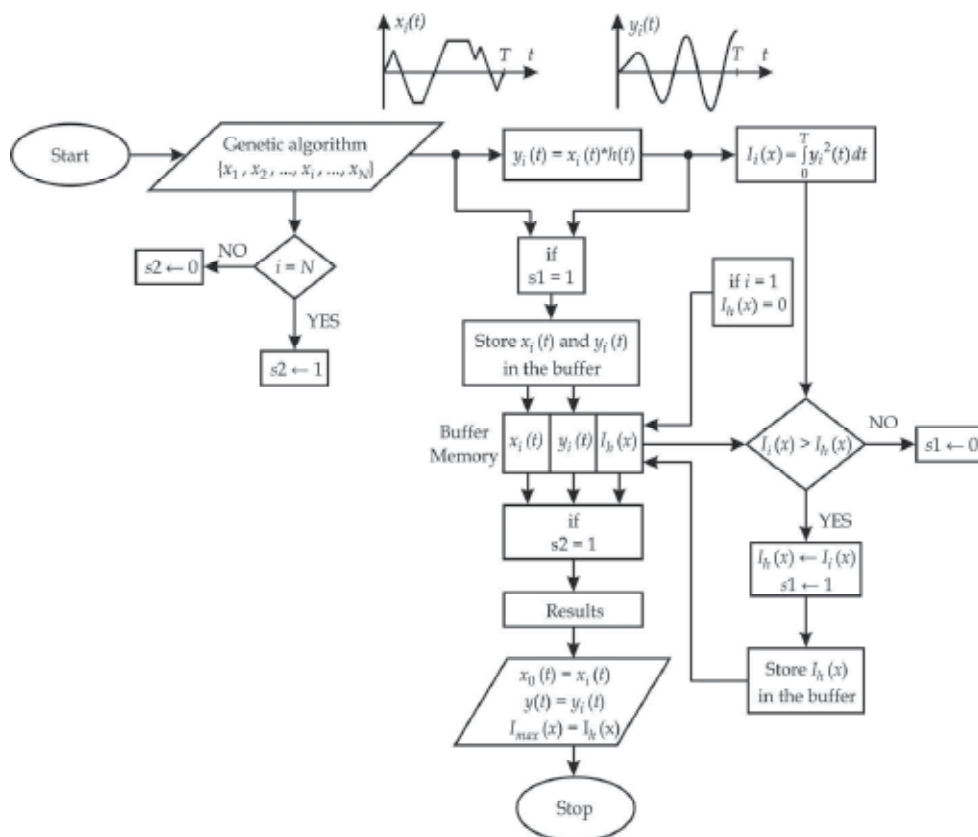 xᵢ(t)
T
t
yᵢ(t)
T
t
Start
Genetic algorithm
{x₁, x₂, ..., xᵢ, ..., x_N}
yᵢ(t) = xᵢ(t)*h(t)
Iᵢ(x) = ∫₀ᵀ yᵢ²(t)dt
i = N
NO
s2 ← 0
YES
s2 ← 1
if
s1 = 1
if i = 1
Iₕ(x) = 0
Store xᵢ(t) and yᵢ(t)
in the buffer
Buffer
Memory
xᵢ(t)
yᵢ(t)
Iₕ(x)
Iᵢ(x) > Iₕ(x)
NO
s1 ← 0
YES
if
s2 = 1
Iₕ(x) ← Iᵢ(x)
s1 ← 1
Results
Store Iₕ(x)
in the buffer
x₀(t) = xᵢ(t)
y(t) = yᵢ(t)
I_max(x) = Iₕ(x)
Stop